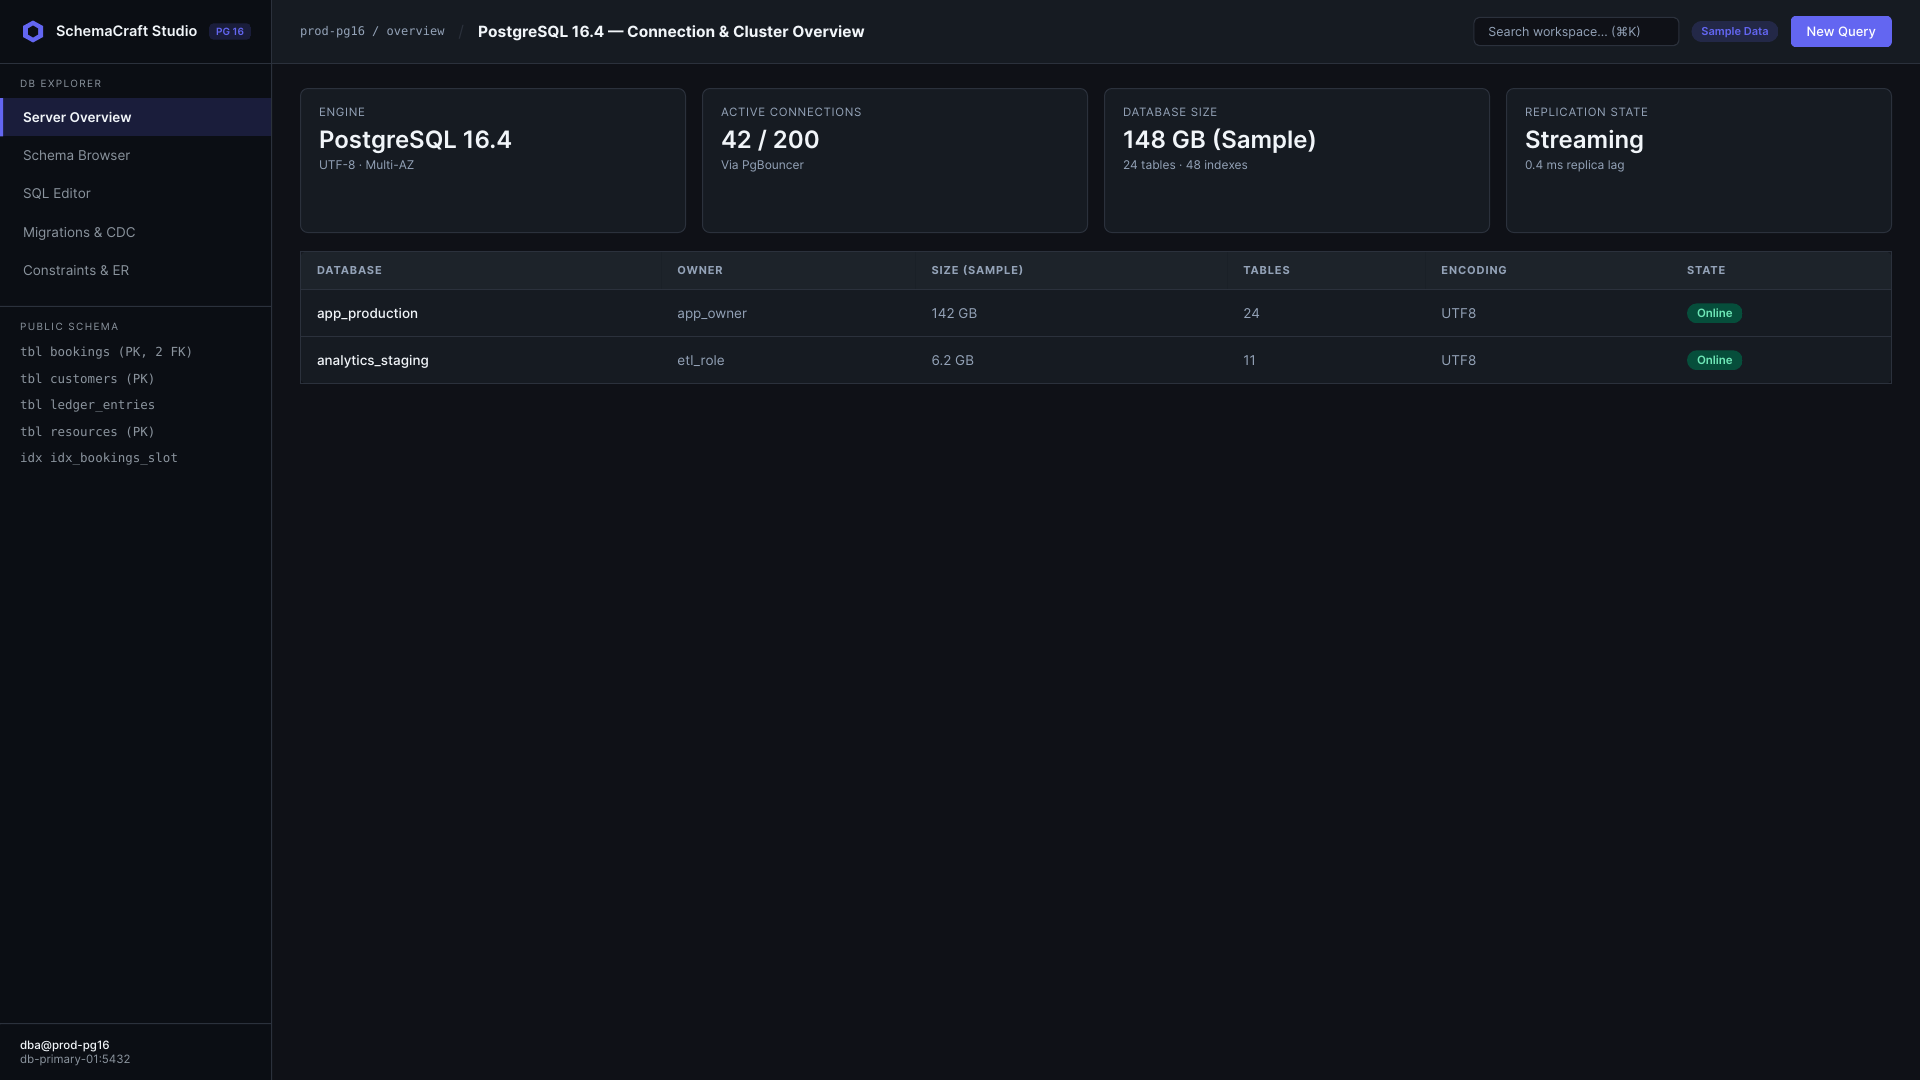 SchemaCraft Studio PG 16
DB EXPLORER
Server Overview
Schema Browser
SQL Editor
Migrations & CDC
Constraints & ER
PUBLIC SCHEMA
tbl bookings (PK, 2 FK)
tbl customers (PK)
tbl ledger_entries
tbl resources (PK)
idx idx_bookings_slot
dba@prod-pg16
db-primary-01:5432
prod-pg16 / overview / PostgreSQL 16.4 — Connection & Cluster Overview Search workspace... (⌘K) Sample Data New Query
ENGINE
PostgreSQL 16.4
UTF-8 · Multi-AZ
ACTIVE CONNECTIONS
42 / 200
Via PgBouncer
DATABASE SIZE
148 GB (Sample)
24 tables · 48 indexes
REPLICATION STATE
Streaming
0.4 ms replica lag
DATABASE OWNER SIZE (SAMPLE) TABLES ENCODING STATE
app_production app_owner 142 GB 24 UTF8 Online
analytics_staging etl_role 6.2 GB 11 UTF8 Online